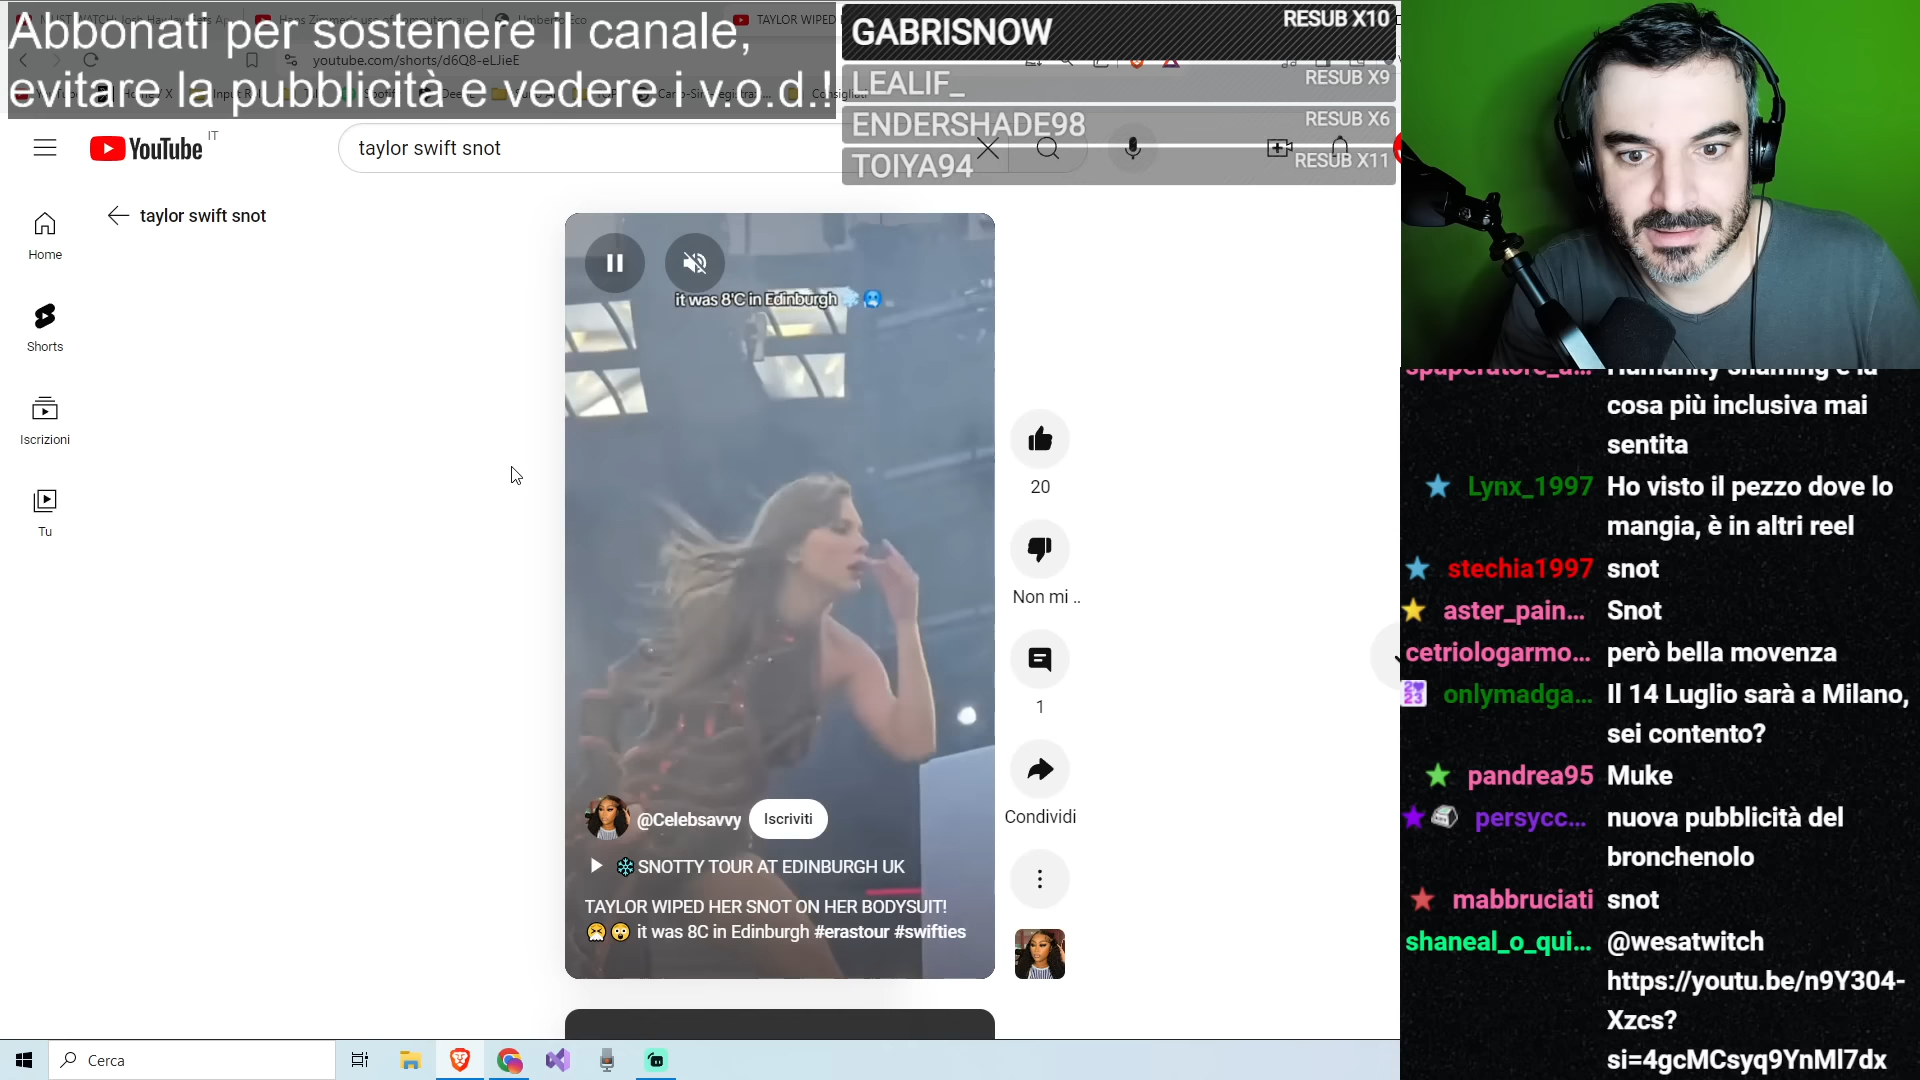 Abbonati per sostenere il canale,
evitare la pubblicità e vedere i v.o.d.!!
youtube.com/shorts/d6Q8-eLJieE
TAYLOR WIPED
GABRISNOW
RESUB X10
LEALIF_
RESUB X9
ENDERSHADE98
RESUB X6
TOIYA94
RESUB X11
YouTube
IT
taylor swift snot
taylor swift snot
Home
Shorts
Iscrizioni
Tu
it was 8'C in Edinburgh
@Celebsavvy
Iscriviti
SNOTTY TOUR AT EDINBURGH UK
TAYLOR WIPED HER SNOT ON HER BODYSUIT!
it was 8C in Edinburgh #erastour #swifties
20
Non mi ..
1
Condividi
Humanity shaming è la
cosa più inclusiva mai
sentita
Lynx_1997 Ho visto il pezzo dove lo
mangia, è in altri reel
stechia1997 snot
aster_pain... Snot
cetriologarmo... però bella movenza
onlymadga... Il 14 Luglio sarà a Milano,
sei contento?
pandrea95 Muke
persycc... nuova pubblicità del
bronchenolo
mabbruciati snot
shaneal_o_qui... @wesatwitch
https://youtu.be/n9Y304-
Xzcs?
si=4gcMCsyq9YnMl7dx
Cerca